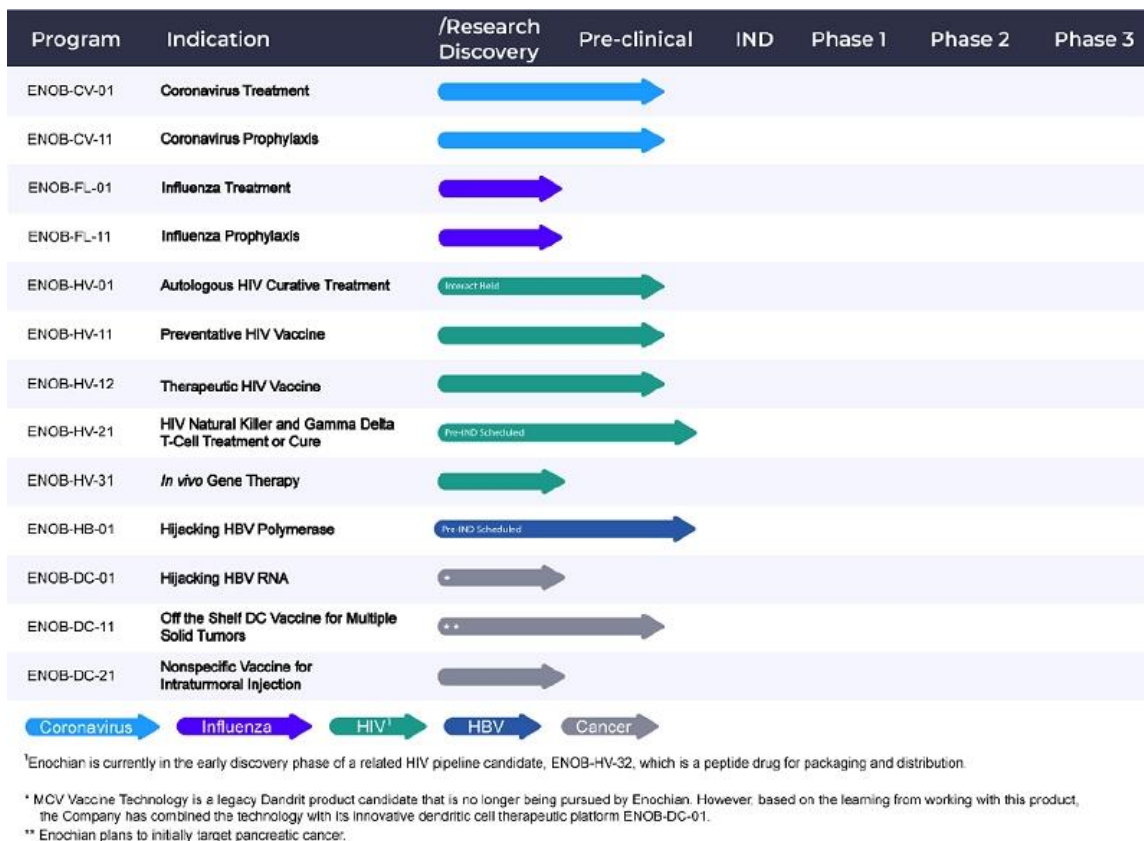 Program Indication /Research Discovery Pre-clinical IND Phase 1 Phase 2 Phase 3
ENOB-CV-01 Coronavirus Treatment
ENOB-CV-11 Coronavirus Prophylaxis
ENOB-FL-01 Influenza Treatment
ENOB-FL-11 Influenza Prophylaxis
ENOB-HV-01 Autologous HIV Curative Treatment Interact Held
ENOB-HV-11 Preventative HIV Vaccine
ENOB-HV-12 Therapeutic HIV Vaccine
ENOB-HV-21 HIV Natural Killer and Gamma Delta
T-Cell Treatment or Cure Pre-IND Scheduled
ENOB-HV-31 In vivo Gene Therapy
ENOB-HB-01 Hijacking HBV Polymerase Pre-IND Scheduled
ENOB-DC-01 Hijacking HBV RNA *
ENOB-DC-11 Off the Shelf DC Vaccine for Multiple
Solid Tumors * *
ENOB-DC-21 Nonspecific Vaccine for
Intraturmoral Injection
Coronavirus Influenza HIV¹ HBV Cancer
¹Enochian is currently in the early discovery phase of a related HIV pipeline candidate, ENOB-HV-32, which is a peptide drug for packaging and distribution.
* MCV Vaccine Technology is a legacy Dandrit product candidate that is no longer being pursued by Enochian. However, based on the learning from working with this product,
the Company has combined the technology with its innovative dendritic cell therapeutic platform ENOB-DC-01.
** Enochian plans to initially target pancreatic cancer.